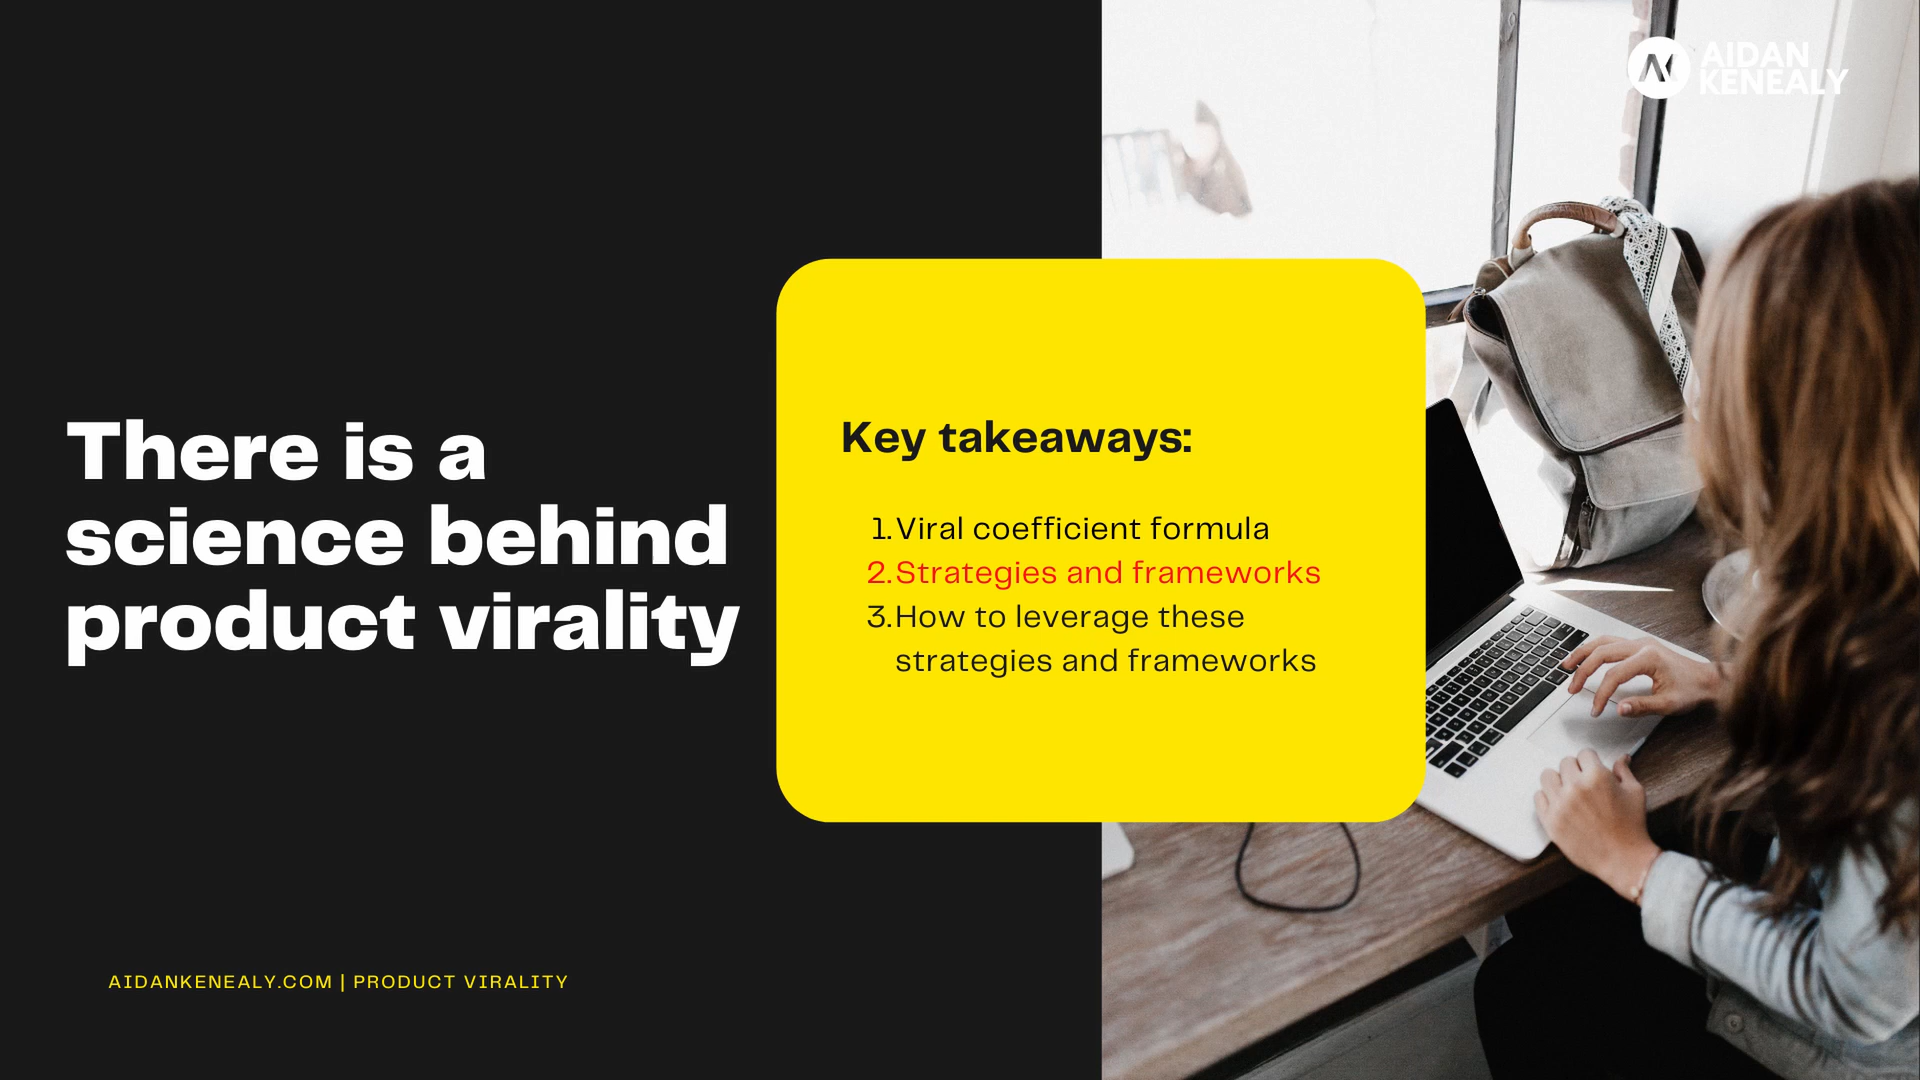 AIDAN
KENEALY
There is a
science behind
product virality
Key takeaways:
1. Viral coefficient formula
2. Strategies and frameworks
3. How to leverage these
strategies and frameworks
AIDANKENEALY.COM | PRODUCT VIRALITY